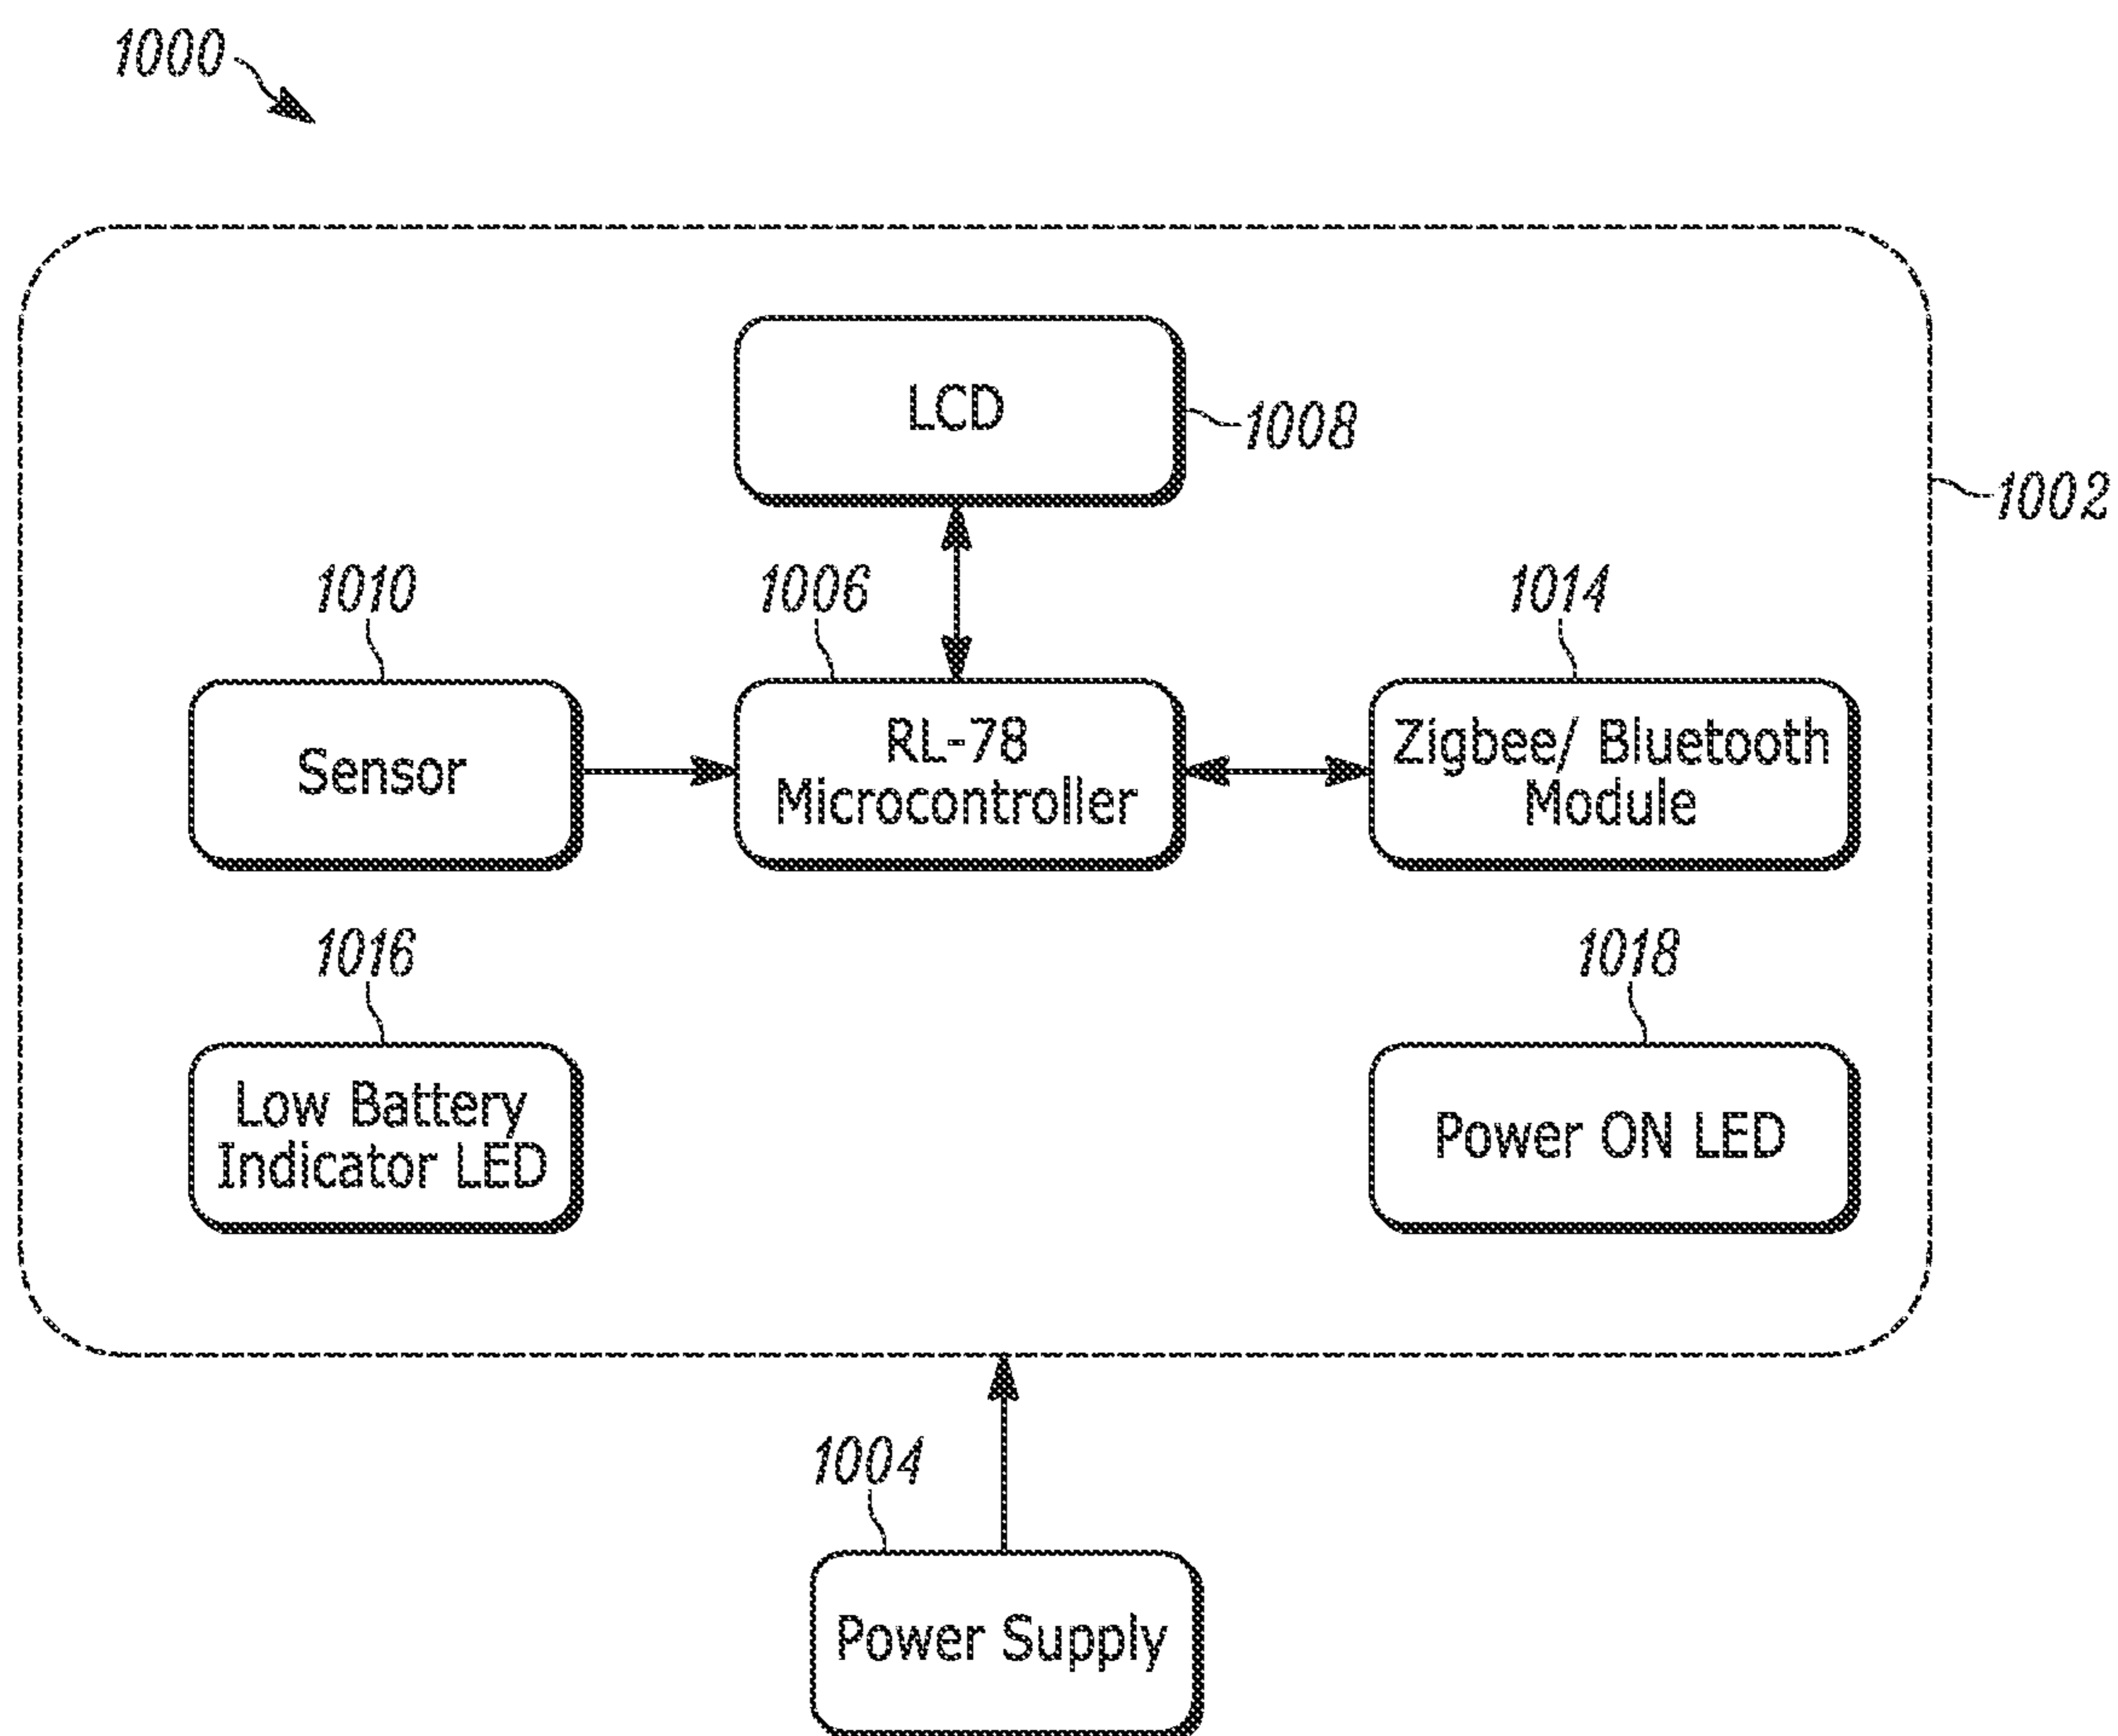 1000
LCD
1008
1002
1010
1006
1014
Sensor
RL-78
Microcontroller
Zigbee/ Bluetooth
Module
1016
1018
Low Battery
Indicator LED
Power ON LED
1004
Power Supply